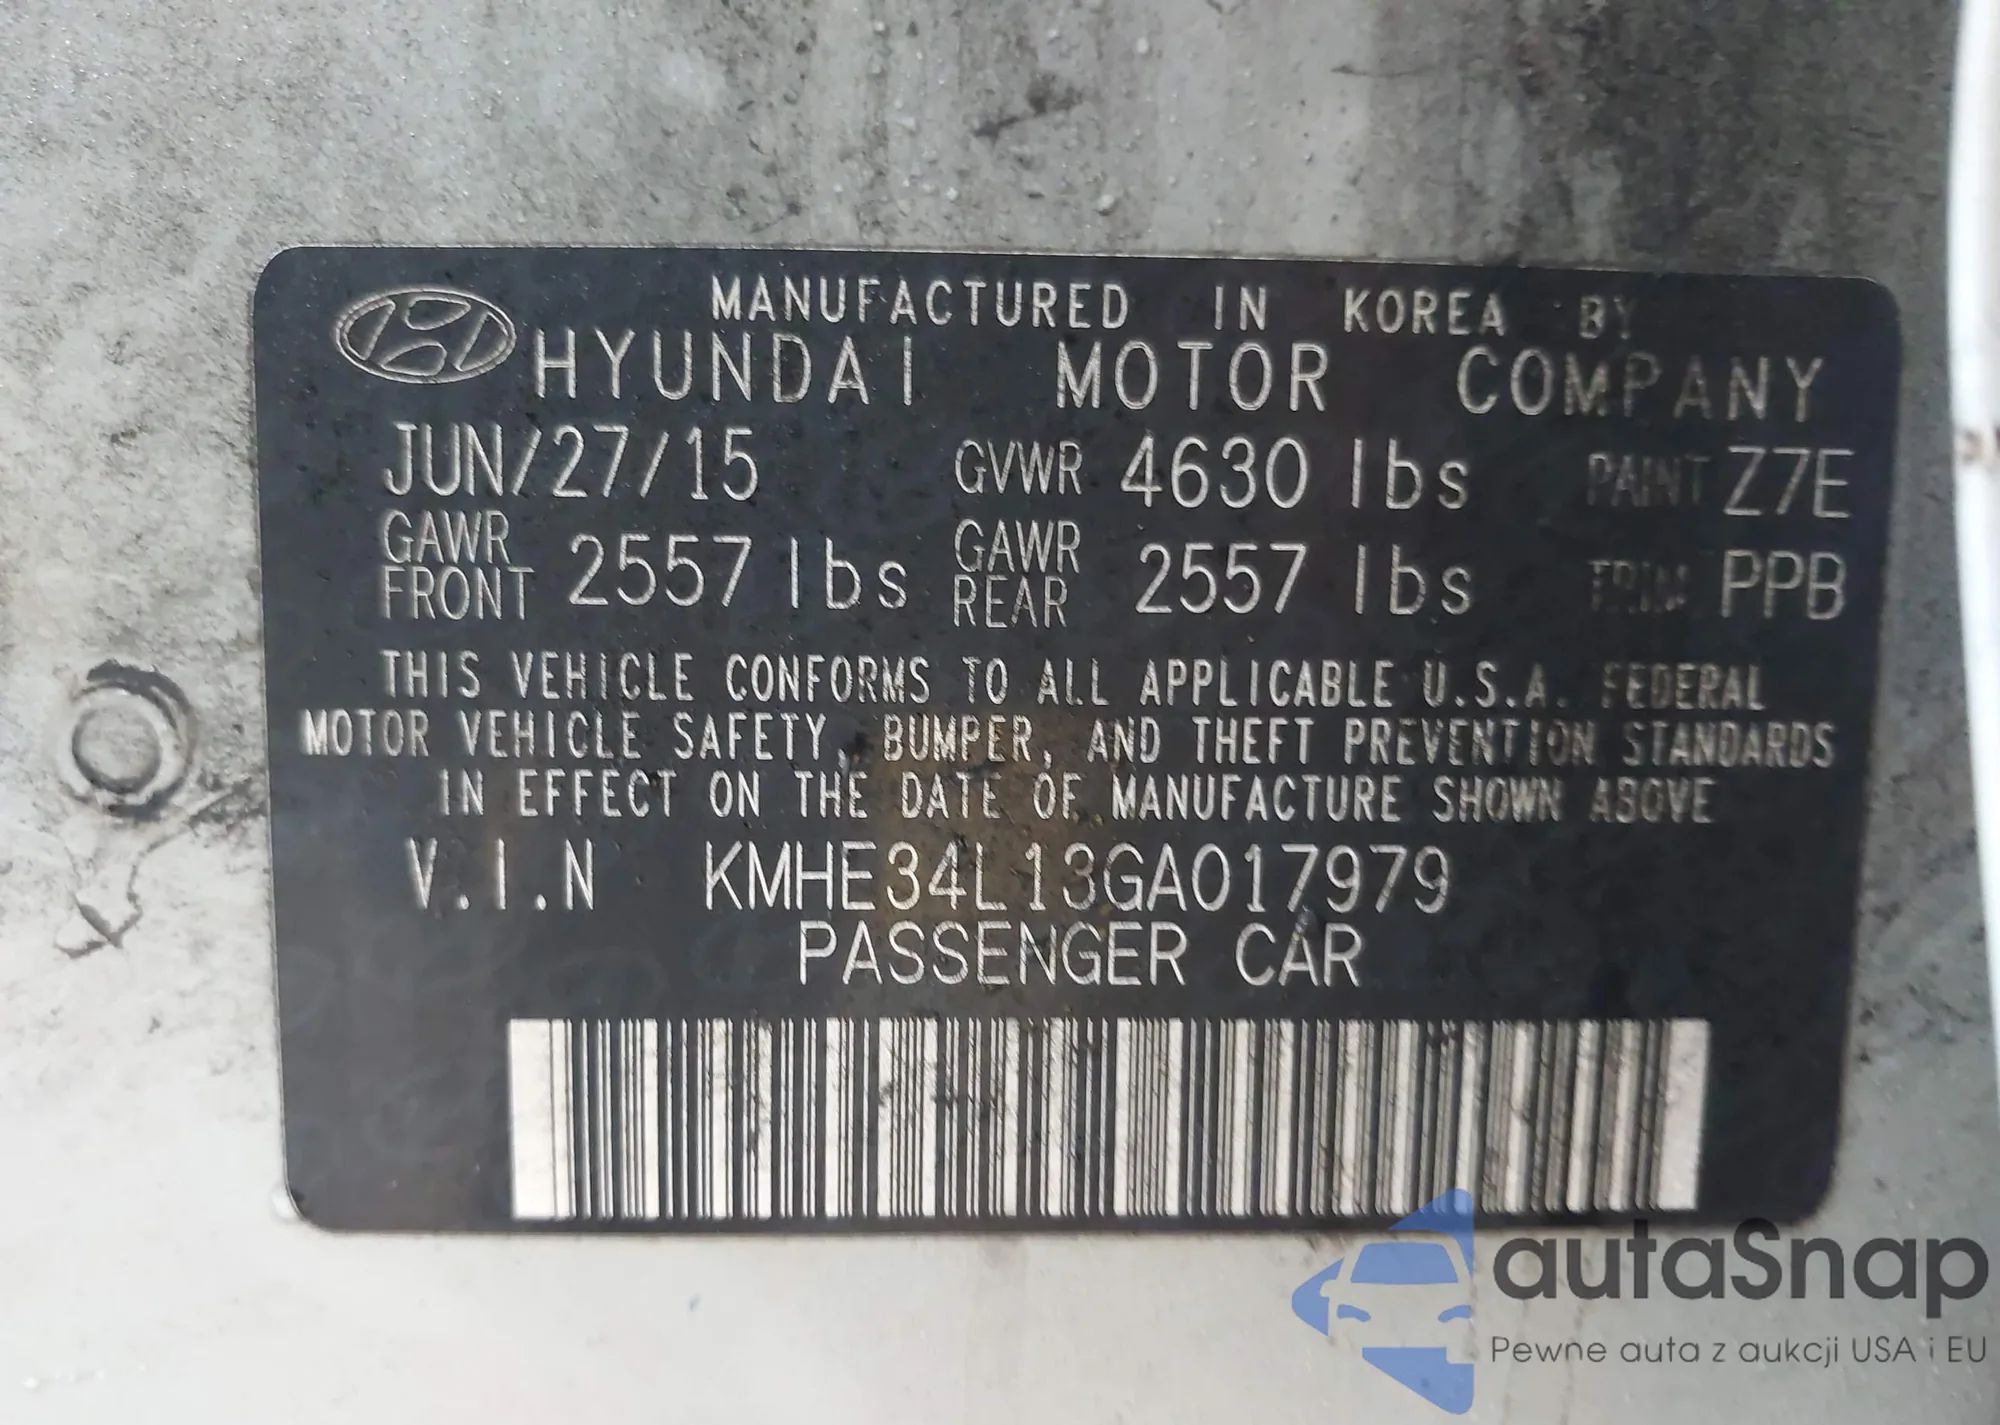 MANUFACTURED IN KOREA BY
HYUNDAI MOTOR COMPANY
JUN/27/15 GVWR 4630 lbs PAINT Z7E
GAWR FRONT 2557 lbs GAWR REAR 2557 lbs TRIM PPB
THIS VEHICLE CONFORMS TO ALL APPLICABLE U.S.A. FEDERAL
MOTOR VEHICLE SAFETY, BUMPER, AND THEFT PREVENTION STANDARDS
IN EFFECT ON THE DATE OF MANUFACTURE SHOWN ABOVE
V.I.N KMHE34L13GA017979
PASSENGER CAR
autaSnap
Pewne auta z aukcji USA i EU